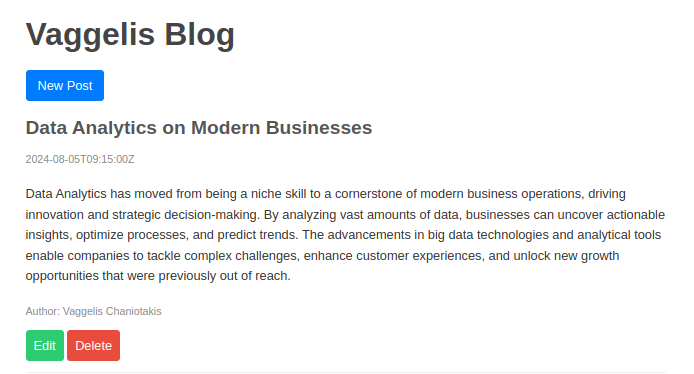 Vaggelis Blog
New Post
Data Analytics on Modern Businesses
2024-08-05T09:15:00Z
Data Analytics has moved from being a niche skill to a cornerstone of modern business operations, driving
innovation and strategic decision-making. By analyzing vast amounts of data, businesses can uncover actionable
insights, optimize processes, and predict trends. The advancements in big data technologies and analytical tools
enable companies to tackle complex challenges, enhance customer experiences, and unlock new growth
opportunities that were previously out of reach.
Author: Vaggelis Chaniotakis
Edit Delete